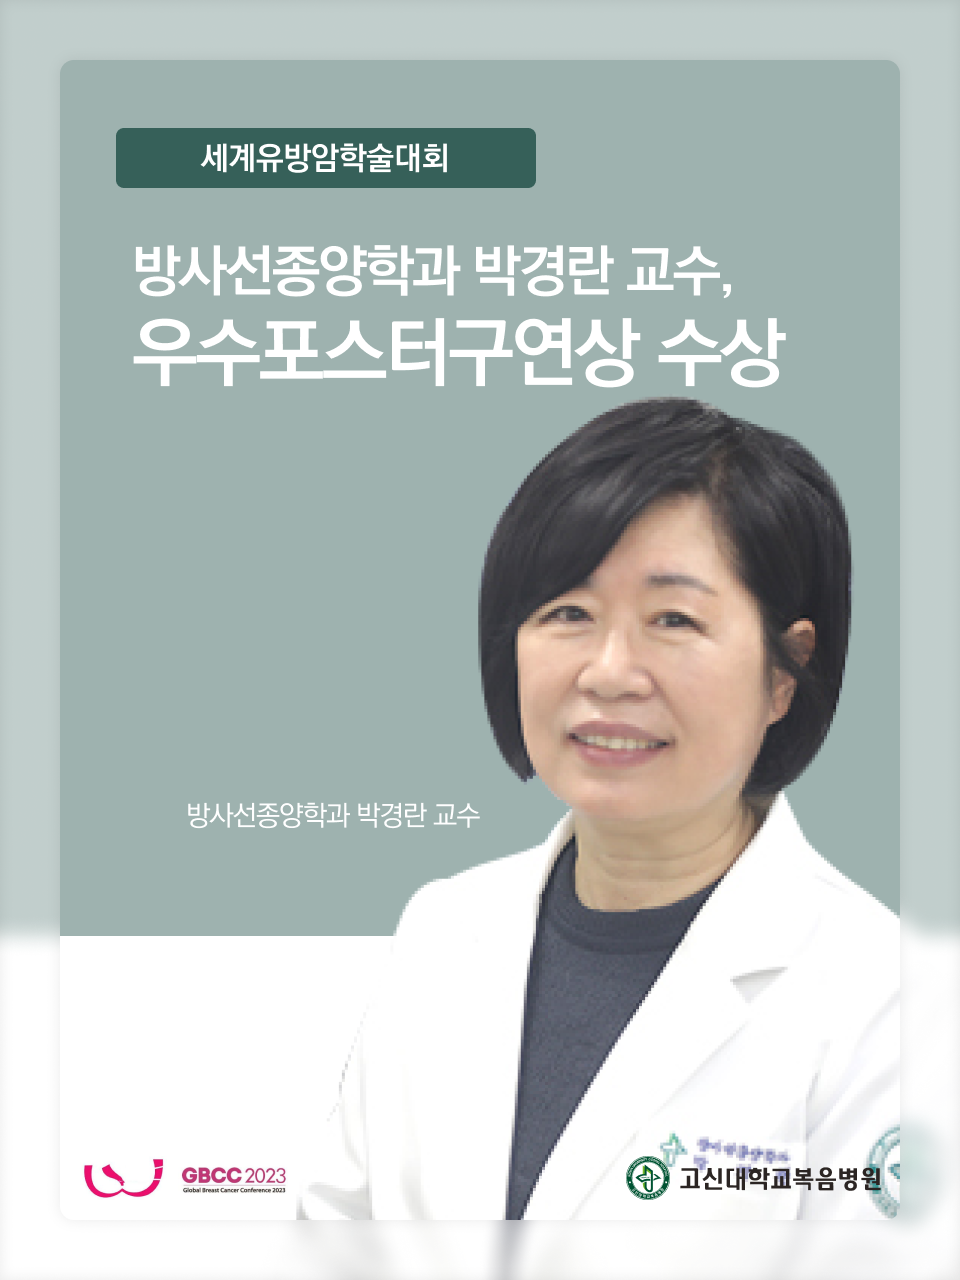 세계유방암학술대회
방사선종양학과 박경란 교수,
우수포스터구연상 수상
방사선종양학과 박경란 교수
GBCC 2023
Global Breast Cancer Conference 2023
고신대학교복음병원